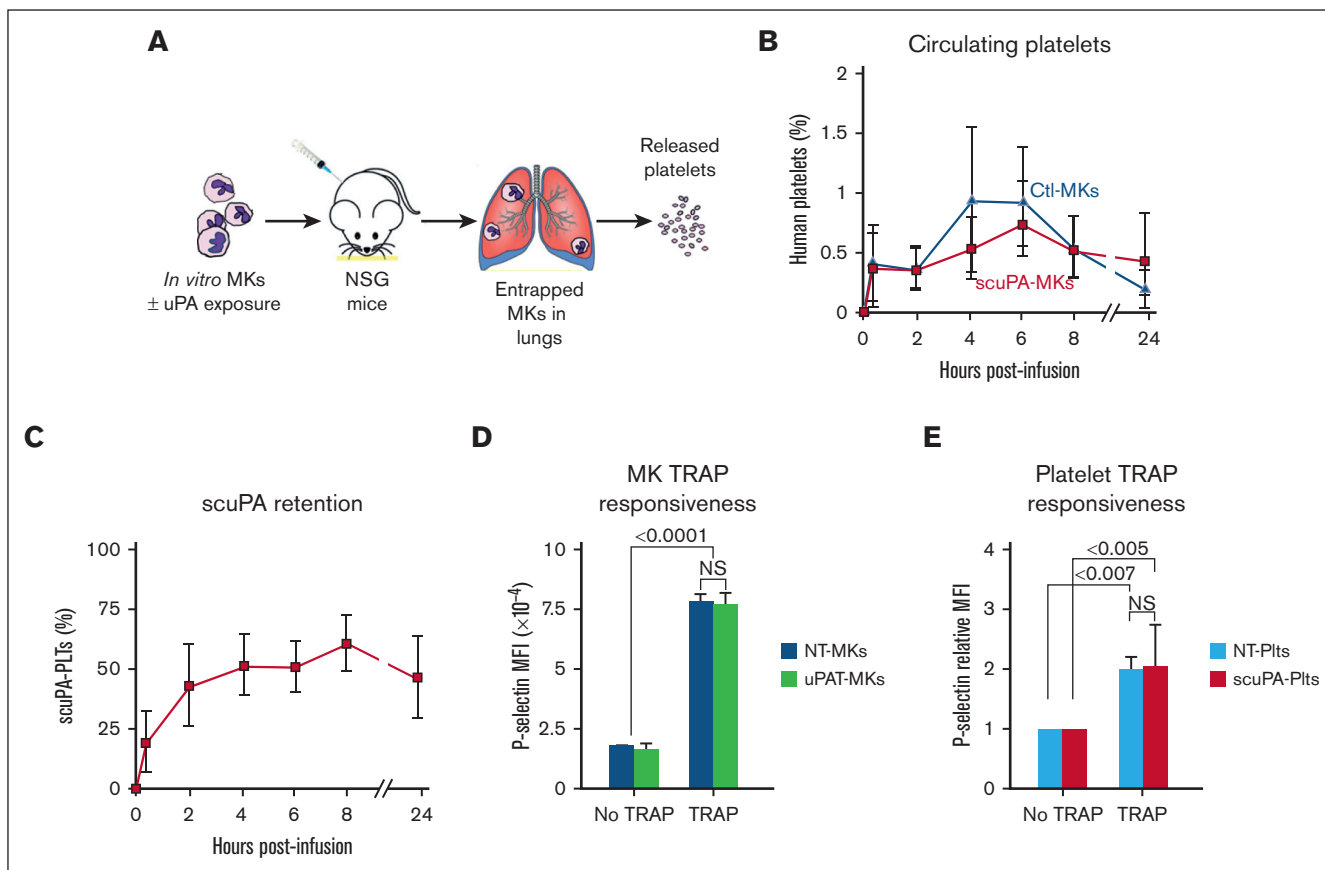 A
In vitro MKs
± uPA exposure
NSG
mice
Entrapped
MKs in
lungs
Released
platelets
B
Circulating platelets
Human platelets (%)
2
1.5
1
0.5
0
Ctl-MKs
scuPA-MKs
0 2 4 6 8 24
Hours post-infusion
C
scuPA retention
scuPA-PLTs (%)
100
75
50
25
0
0 2 4 6 8 24
Hours post-infusion
D
MK TRAP
responsiveness
P-selectin MFI (×10⁻⁴)
10
7.5
5
2.5
0
<0.0001
NS
No TRAP TRAP
NT-MKs
uPAT-MKs
E
Platelet TRAP
responsiveness
P-selectin relative MFI
4
3
2
1
0
<0.005
<0.007
NS
No TRAP TRAP
NT-Plts
scuPA-Plts